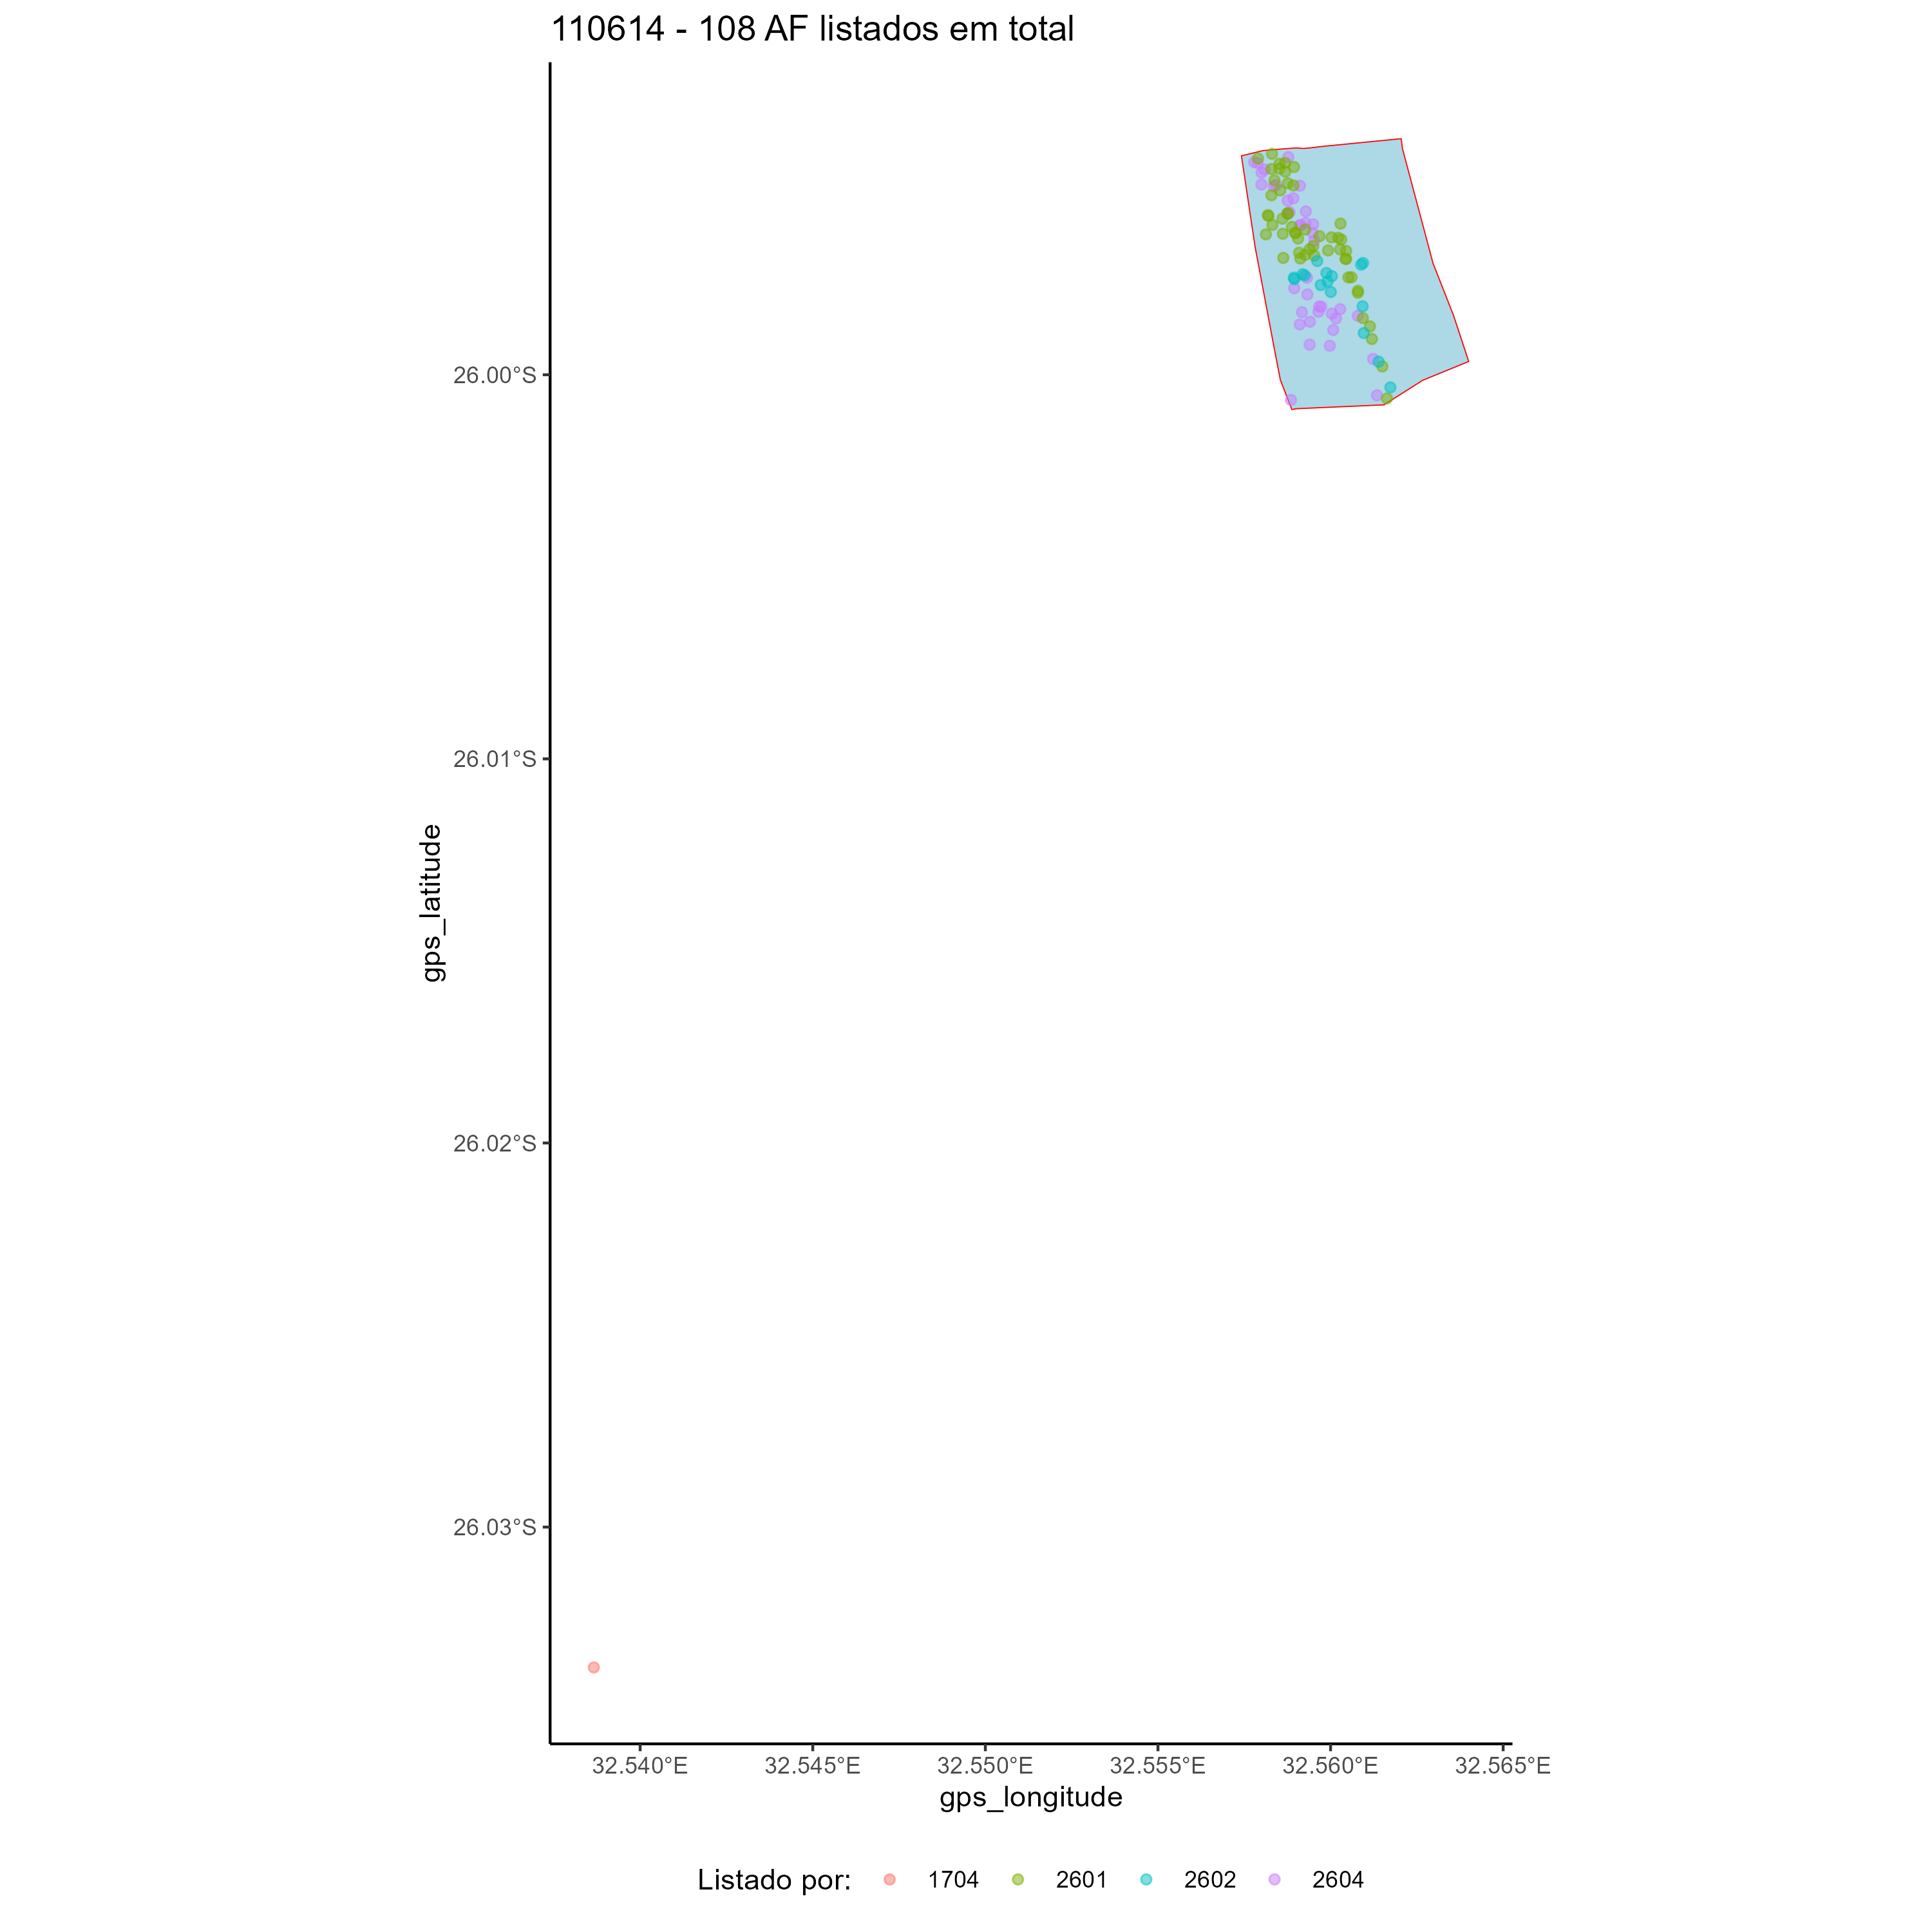 110614 - 108 AF listados em total
26.00°S
26.01°S
26.02°S
26.03°S
gps_latitude
32.540°E 32.545°E 32.550°E 32.555°E 32.560°E 32.565°E
gps_longitude
Listado por: 1704 2601 2602 2604